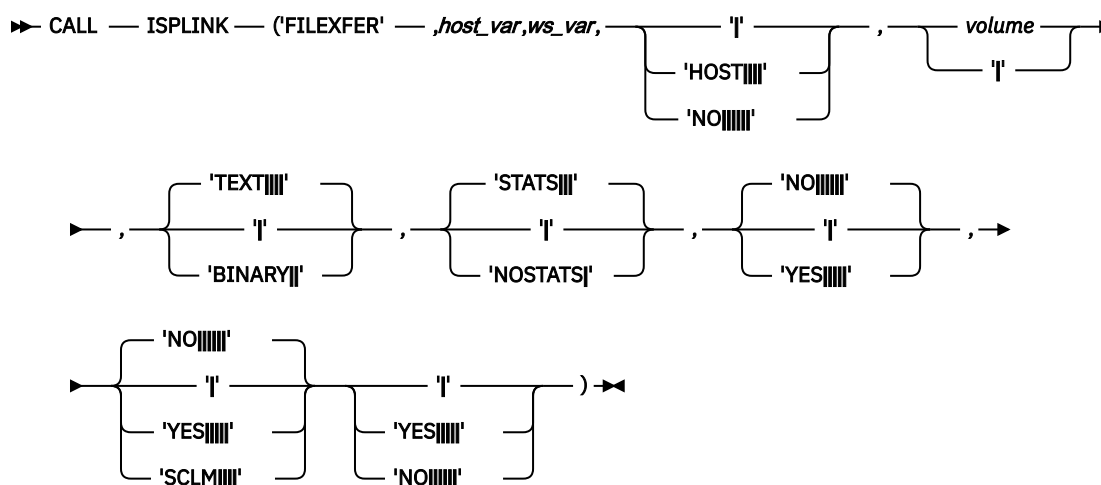 CALL ISPLINK ('FILEXFER' ,host_var,ws_var, '|' , volume
'HOST||||' '|'
'NO||||||'
, 'TEXT||||' , 'STATS|||' , 'NO||||||' ,
'|' '|' '|'
'BINARY||' 'NOSTATS|' 'YES|||||'
'NO||||||'
'|' '|' )
'YES|||||' 'YES|||||'
'SCLM||||' 'NO||||||'